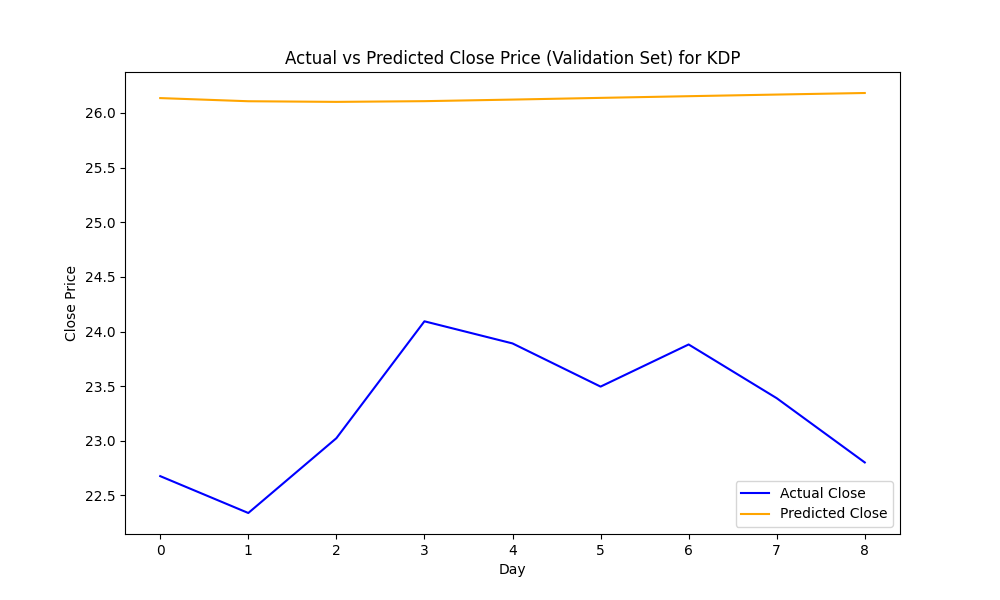 Actual vs Predicted Close Price (Validation Set) for KDP
Close Price
26.0
25.5
25.0
24.5
24.0
23.5
23.0
22.5
Actual Close
Predicted Close
0 1 2 3 4 5 6 7 8
Day